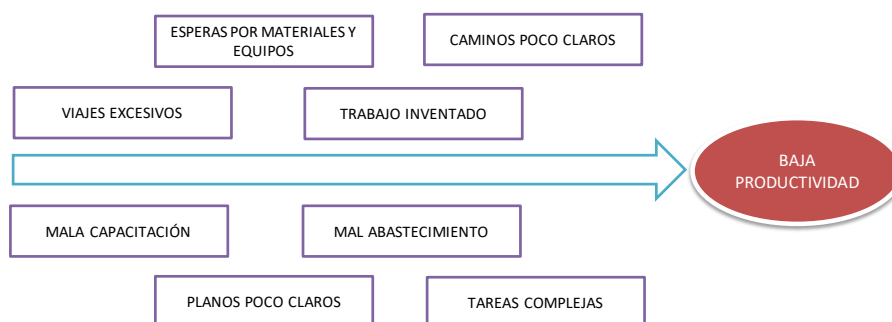 ESPERAS POR MATERIALES Y
EQUIPOS
CAMINOS POCO CLAROS
VIAJES EXCESIVOS
TRABAJO INVENTADO
BAJA
PRODUCTIVIDAD
MALA CAPACITACIÓN
MAL ABASTECIMIENTO
PLANOS POCO CLAROS
TAREAS COMPLEJAS